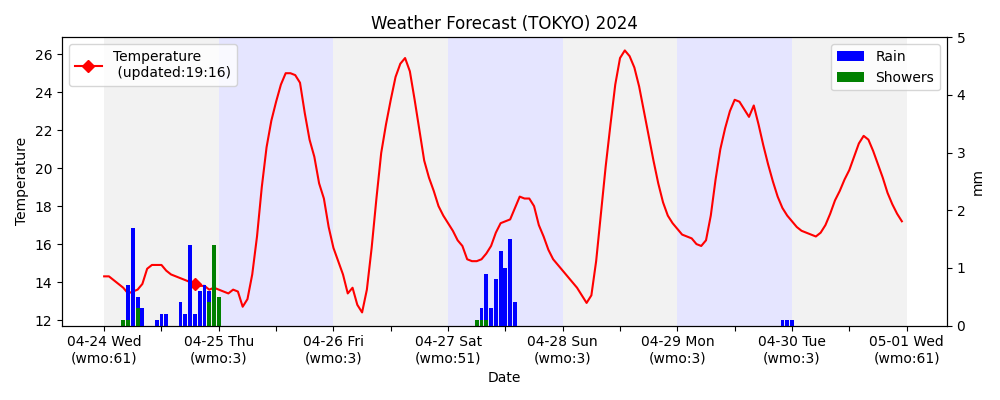 Weather Forecast (TOKYO) 2024
Temperature
(updated:19:16)
Rain
Showers
26
24
22
20
18
16
14
12
Temperature
5
4
3
2
1
0
mm
04-24 Wed
(wmo:61)
04-25 Thu
(wmo:3)
04-26 Fri
(wmo:3)
04-27 Sat
(wmo:51)
04-28 Sun
(wmo:3)
04-29 Mon
(wmo:3)
04-30 Tue
(wmo:3)
05-01 Wed
(wmo:61)
Date